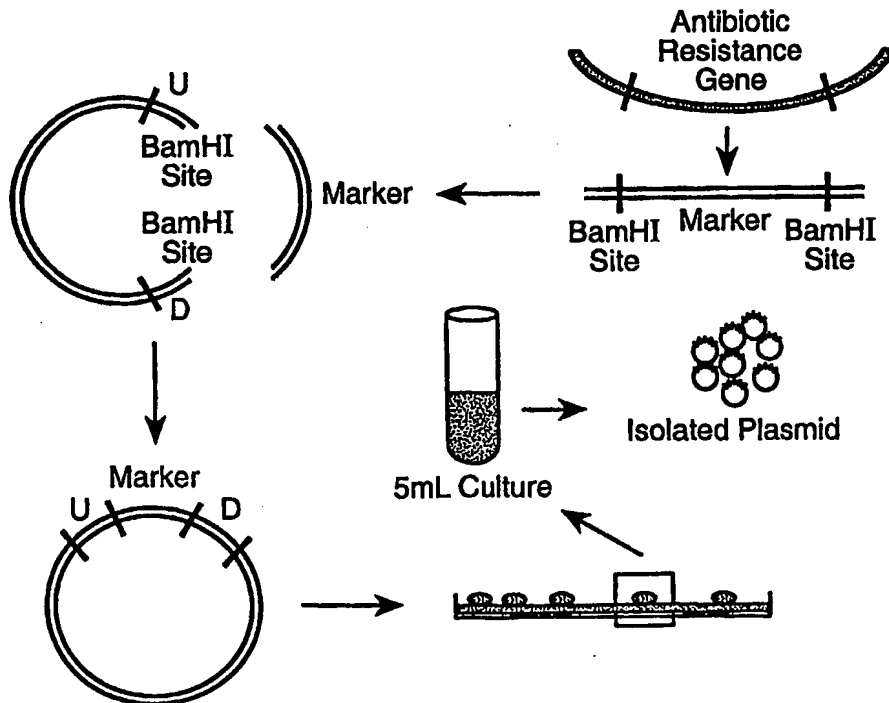 Antibiotic
Resistance
Gene
U
BamHI
Site
Marker
BamHI
Site
D
Marker
BamHI
Site
BamHI
Site
Marker
U
D
5mL Culture
Isolated Plasmid